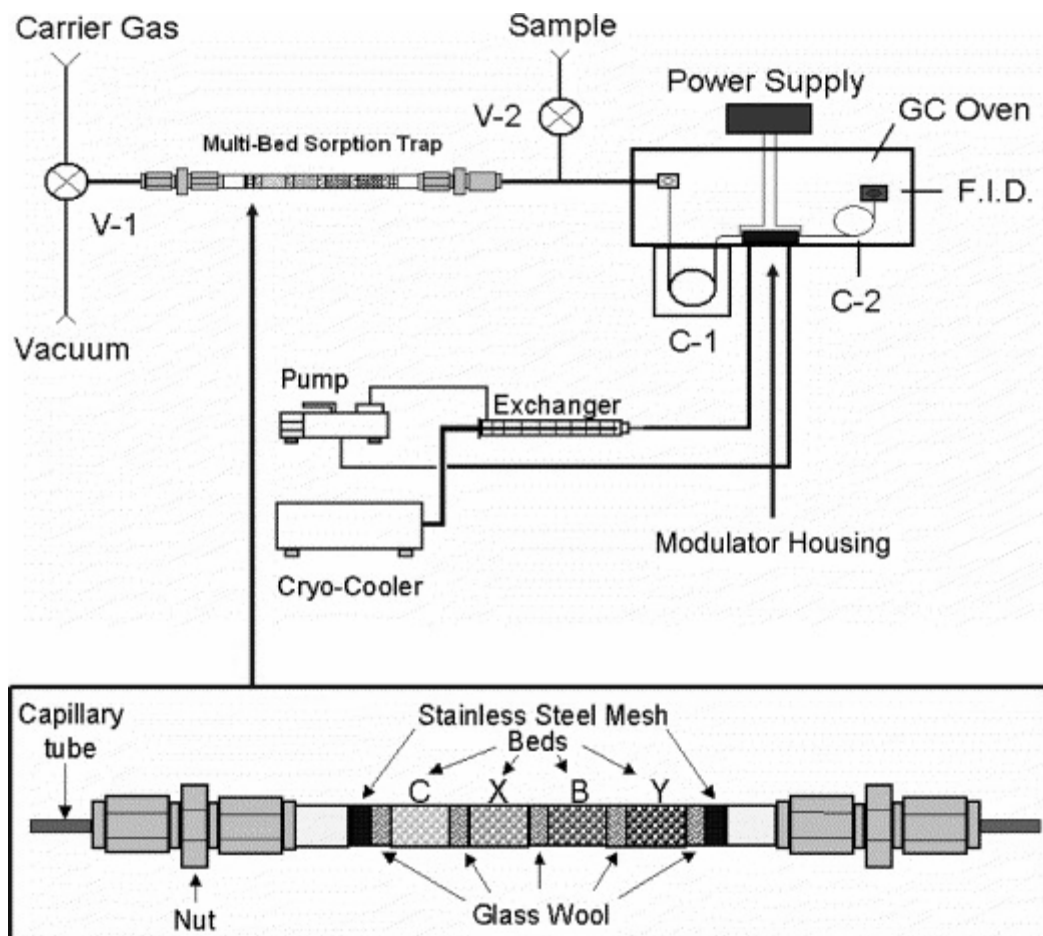 Carrier Gas
Sample
Power Supply
V-2
GC Oven
Multi-Bed Sorption Trap
F.I.D.
V-1
C-2
C-1
Vacuum
Pump
Exchanger
Modulator Housing
Cryo-Cooler
Capillary
tube
Stainless Steel Mesh
Beds
C X B Y
Glass Wool
Nut